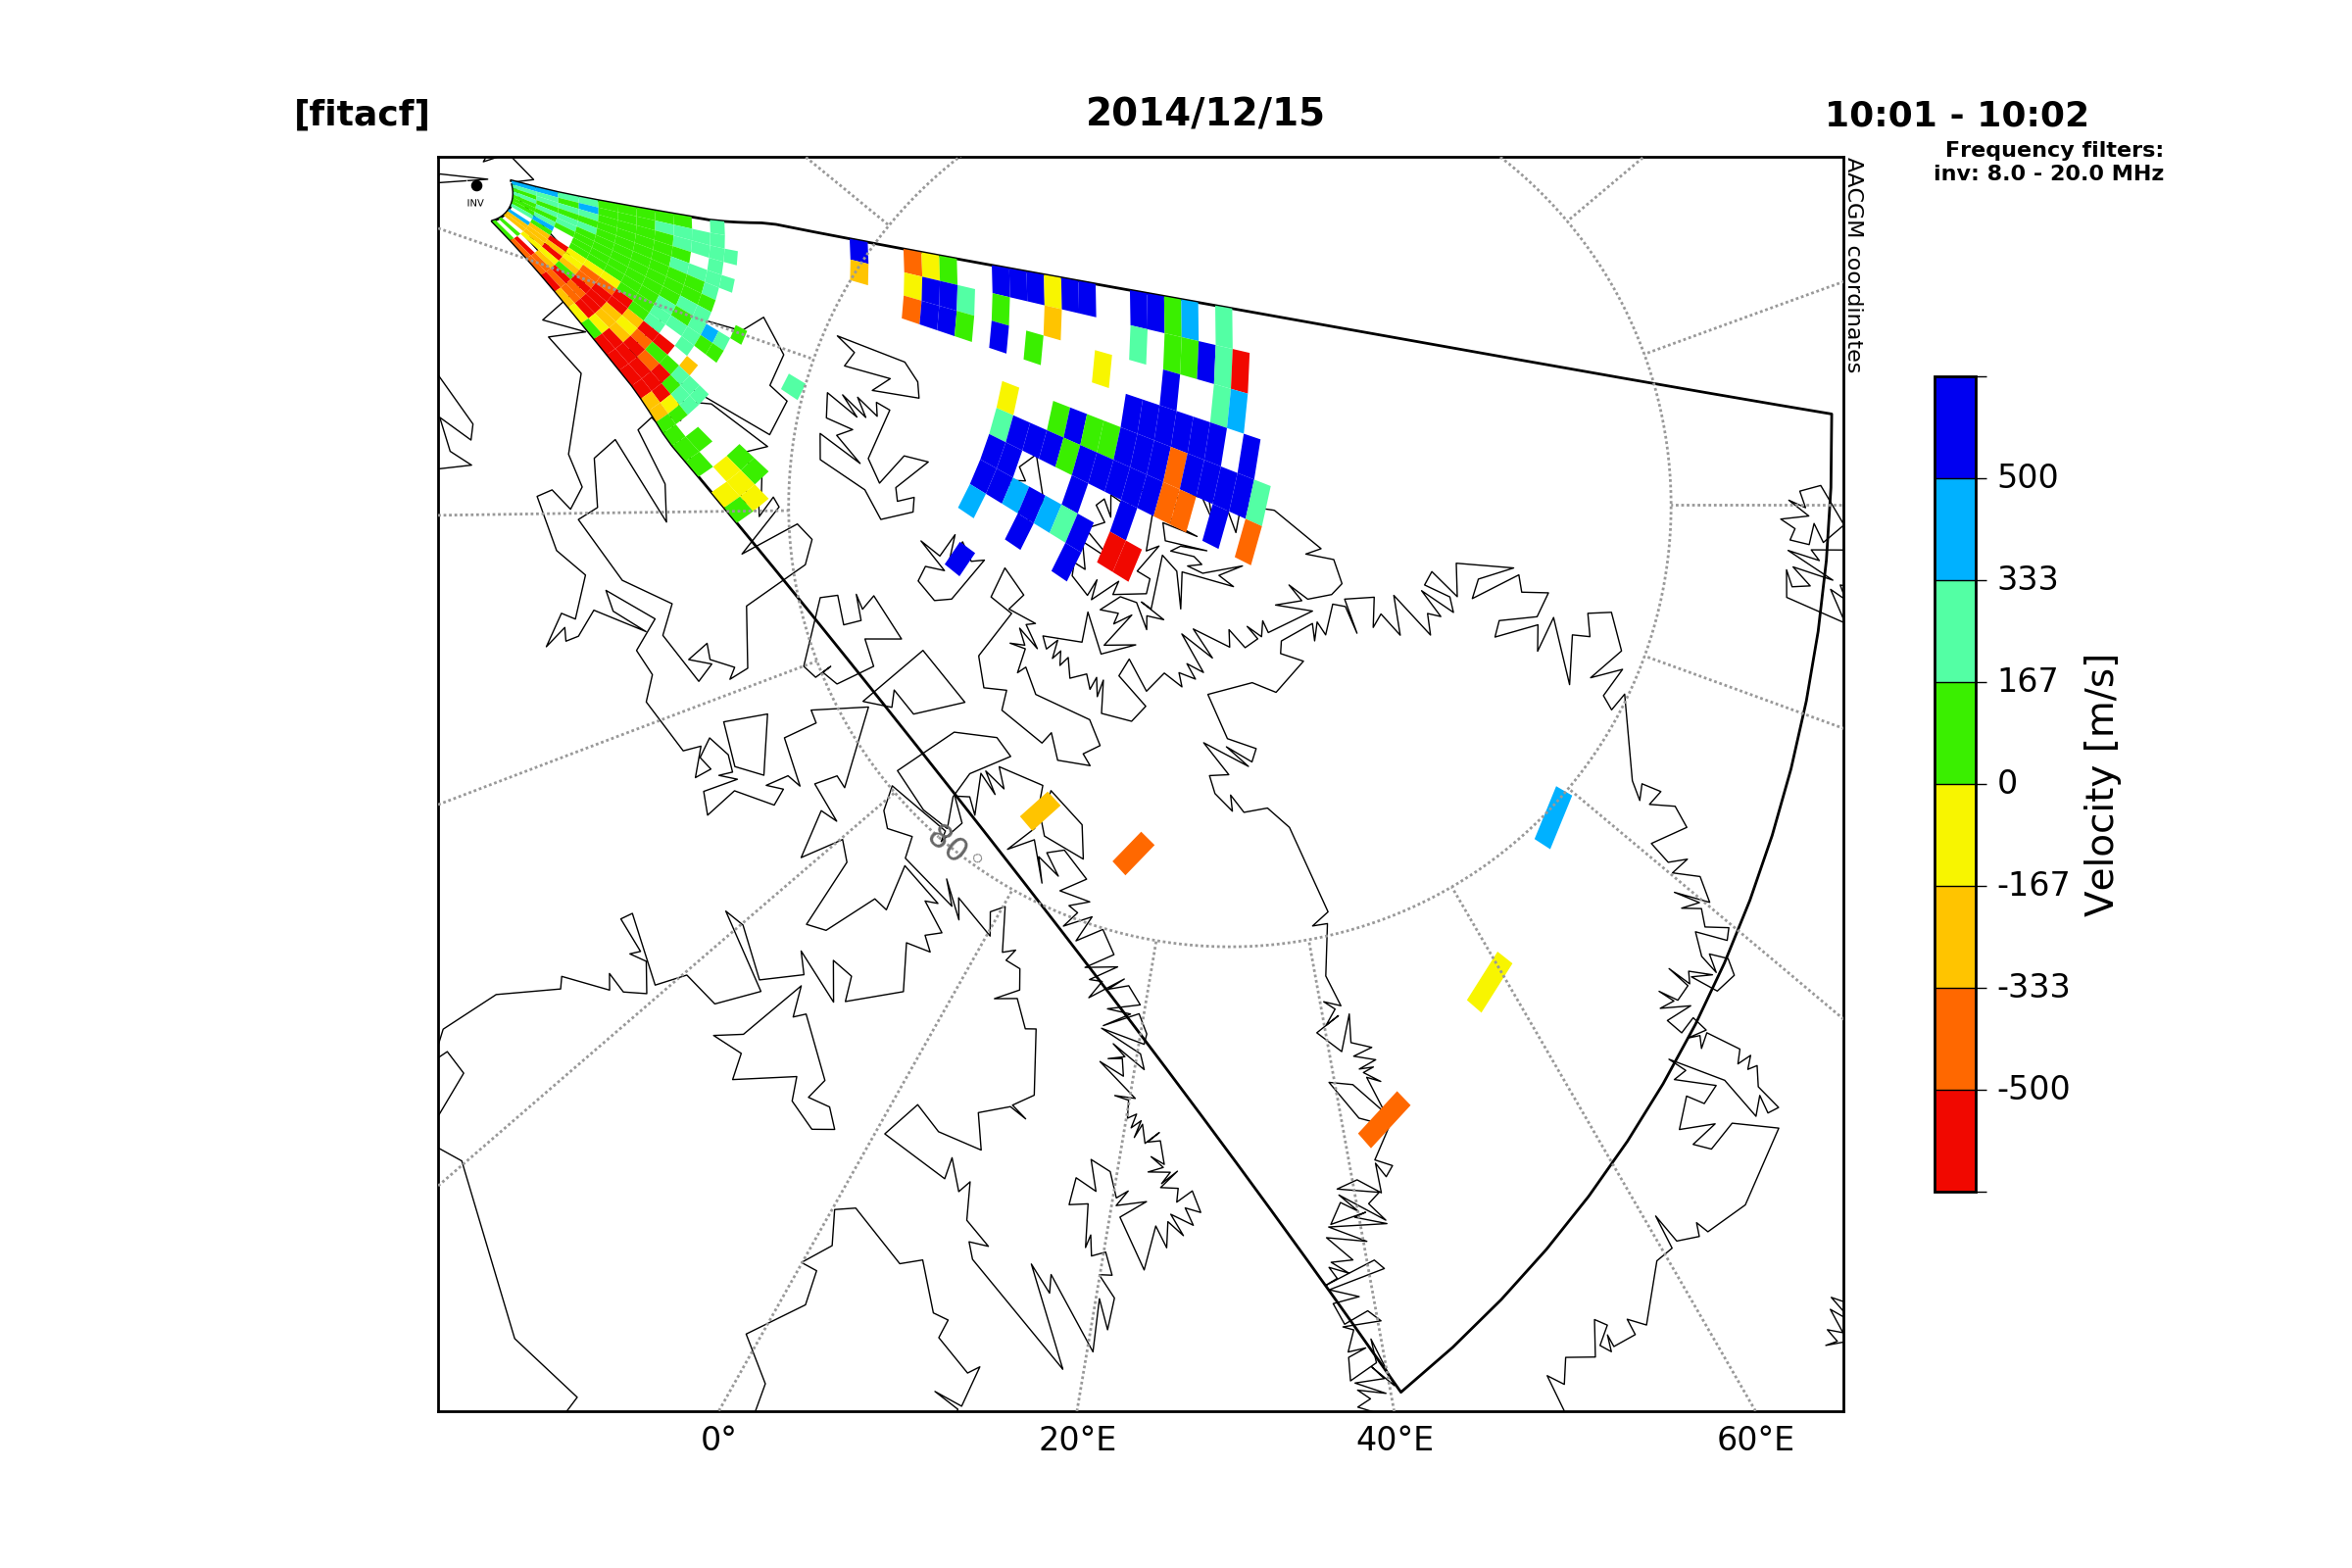 [fitacf]
2014/12/15
10:01 - 10:02
Frequency filters:
inv: 8.0 - 20.0 MHz
AACGM coordinates
INV
80°
500
333
167
0
-167
-333
-500
Velocity [m/s]
0°
20°E
40°E
60°E